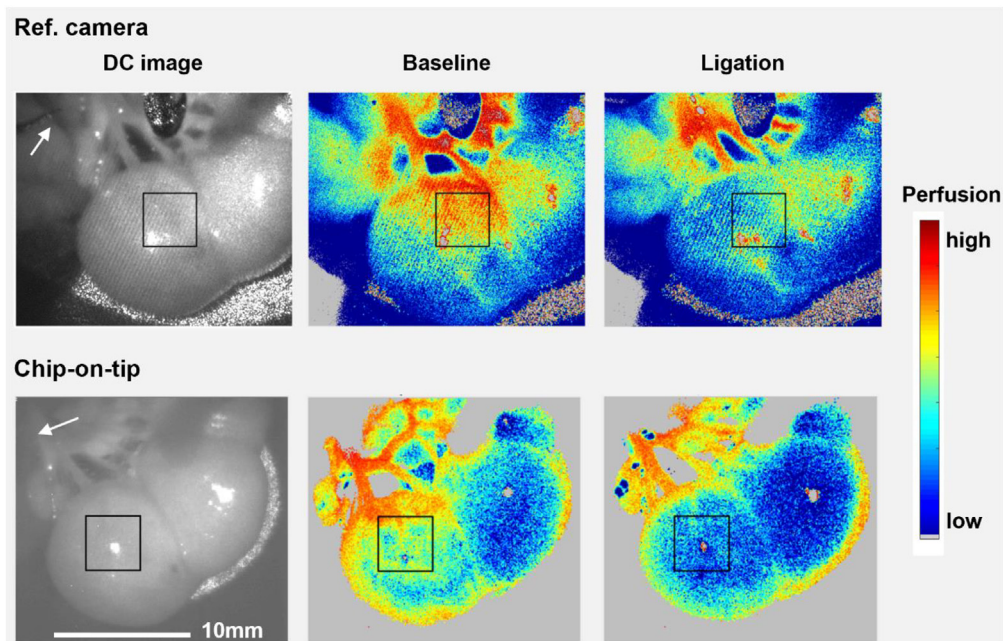 Ref. camera
DC image
Baseline
Ligation
Perfusion
high
low
Chip-on-tip
10mm